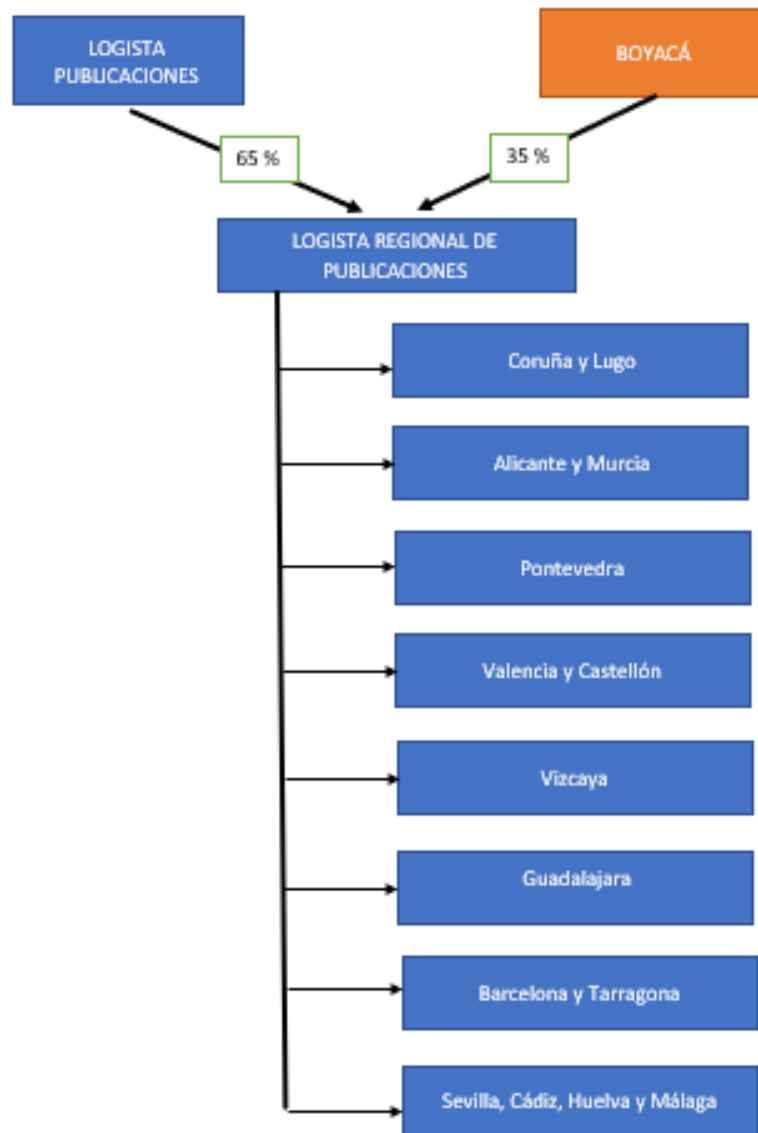 LOGISTA
PUBLICACIONES
BOYACÁ
65 %
35 %
LOGISTA REGIONAL DE
PUBLICACIONES
Coruña y Lugo
Alicante y Murcia
Pontevedra
Valencia y Castellón
Vizcaya
Guadalajara
Barcelona y Tarragona
Sevilla, Cádiz, Huelva y Málaga